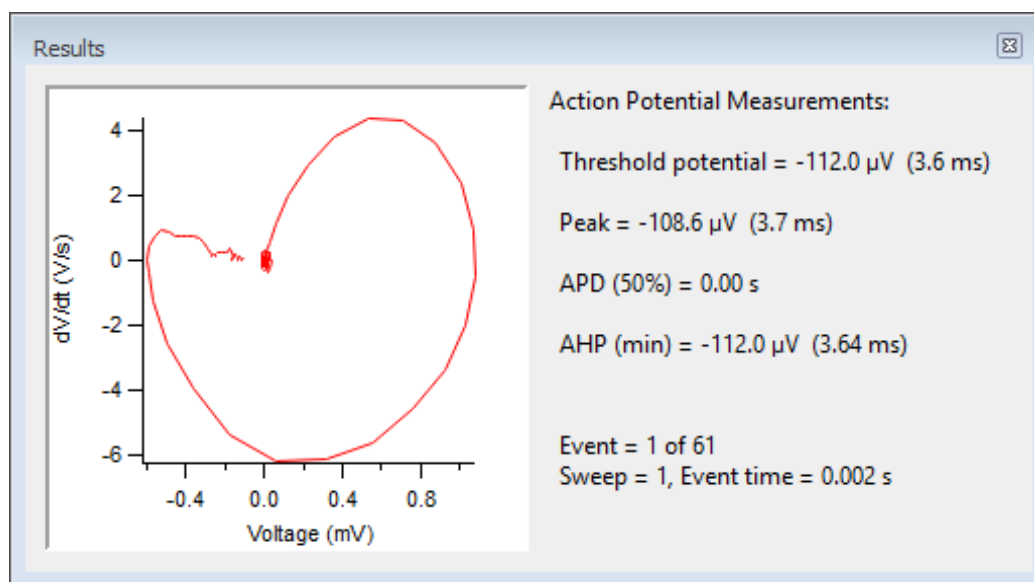 Results
Action Potential Measurements:
Threshold potential = -112.0 µV (3.6 ms)
Peak = -108.6 µV (3.7 ms)
APD (50%) = 0.00 s
AHP (min) = -112.0 µV (3.64 ms)
Event = 1 of 61
Sweep = 1, Event time = 0.002 s
dV/dt (V/s)
4
2
0
-2
-4
-6
-0.4 0.0 0.4 0.8
Voltage (mV)